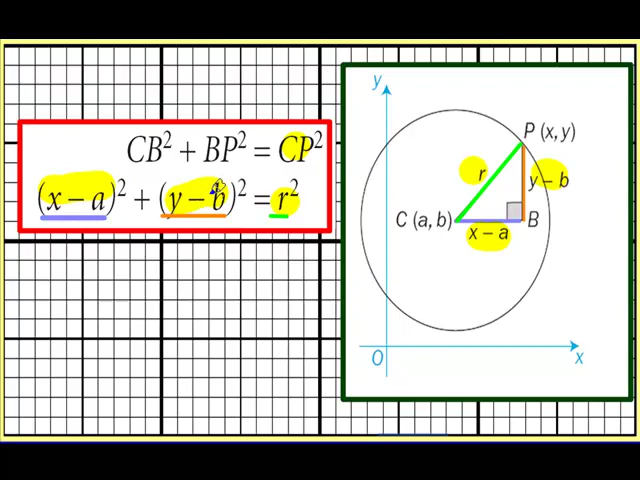 CB² + BP² = CP²
(x − a)² + (y − b)² = r²
y
P (x, y)
r
y − b
C (a, b)
B
x − a
O
x